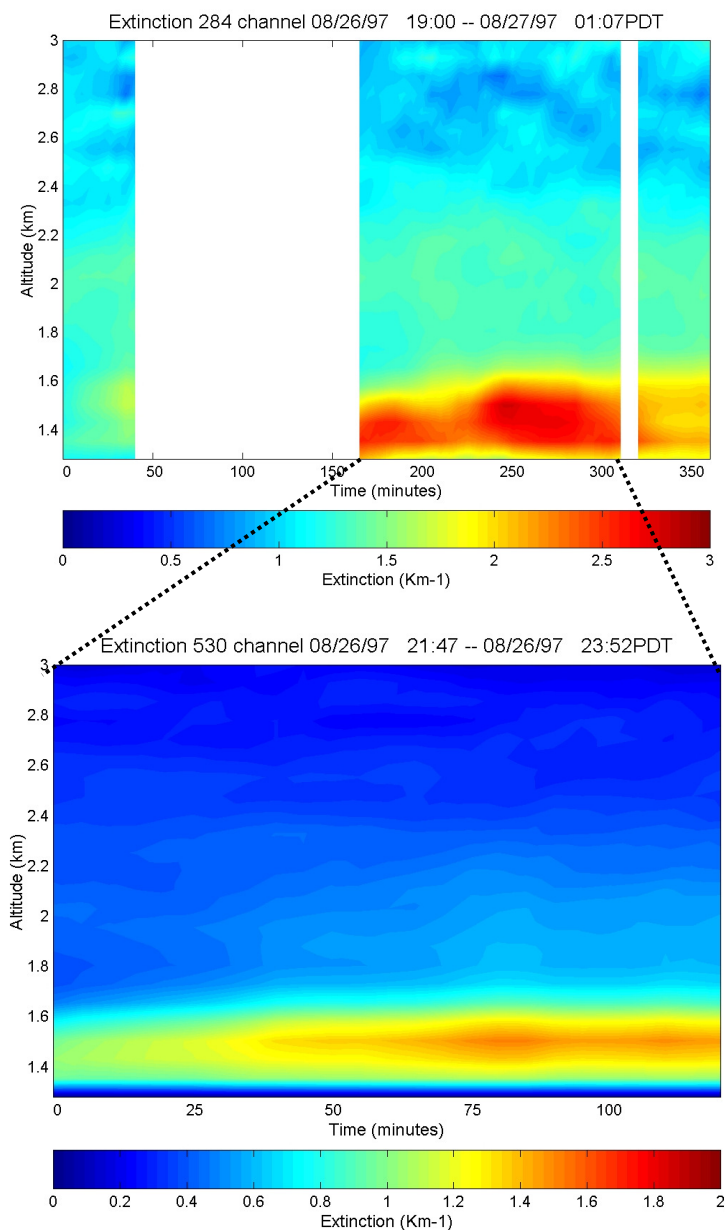 Extinction 284 channel 08/26/97 19:00 -- 08/27/97 01:07PDT
3
2.8
2.6
2.4
2.2
2
1.8
1.6
1.4
Altitude (km)
0 50 100 150 200 250 300 350
Time (minutes)
0 0.5 1 1.5 2 2.5 3
Extinction (Km-1)
Extinction 530 channel 08/26/97 21:47 -- 08/26/97 23:52PDT
3
2.8
2.6
2.4
2.2
2
1.8
1.6
1.4
Altitude (km)
0 25 50 75 100
Time (minutes)
0 0.2 0.4 0.6 0.8 1 1.2 1.4 1.6 1.8 2
Extinction (Km-1)